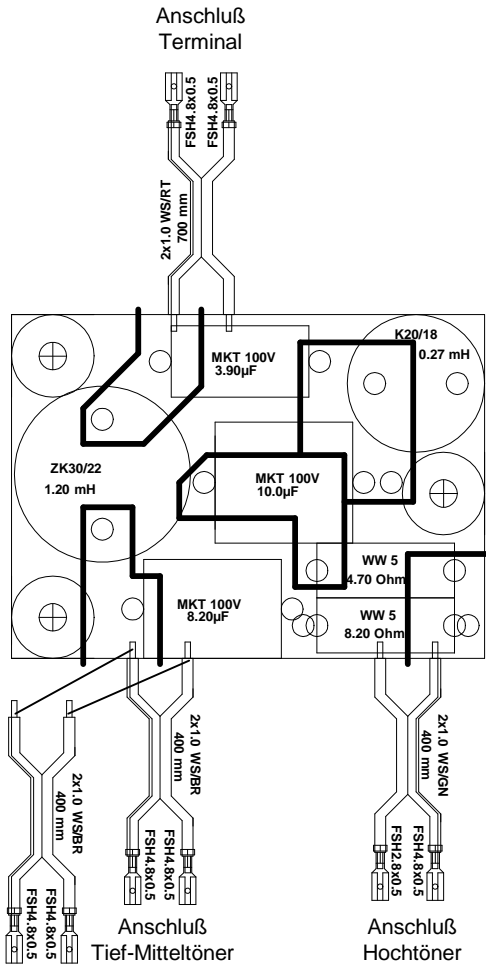 Anschluß
Terminal
FSH4.8x0.5
FSH4.8x0.5
2x1.0 WS/RT
700 mm
MKT 100V
3.90µF
K20/18
0.27 mH
ZK30/22
1.20 mH
MKT 100V
10.0µF
WW 5
4.70 Ohm
MKT 100V
8.20µF
WW 5
8.20 Ohm
2x1.0 WS/BR
400 mm
FSH4.8x0.5
FSH4.8x0.5
2x1.0 WS/BR
400 mm
FSH4.8x0.5
FSH4.8x0.5
2x1.0 WS/GN
400 mm
FSH2.8x0.5
FSH4.8x0.5
Anschluß
Tief-Mitteltöner
Anschluß
Hochtöner